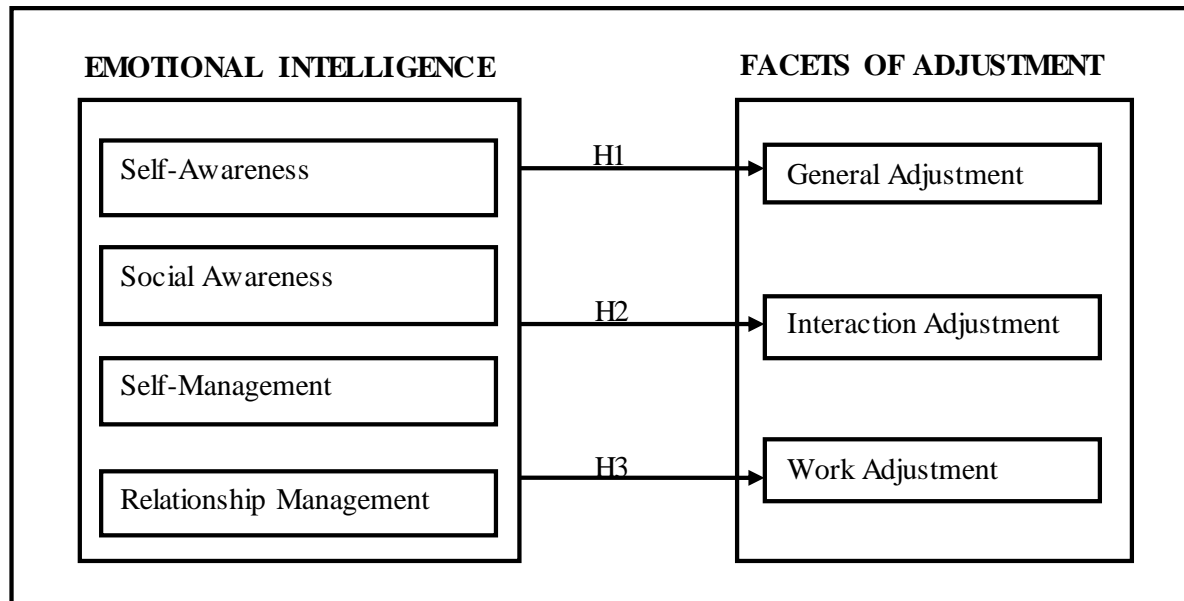 EMOTIONAL INTELLIGENCE
FACETS OF ADJUSTMENT
Self-Awareness
H1
General Adjustment
Social Awareness
H2
Interaction Adjustment
Self-Management
H3
Work Adjustment
Relationship Management